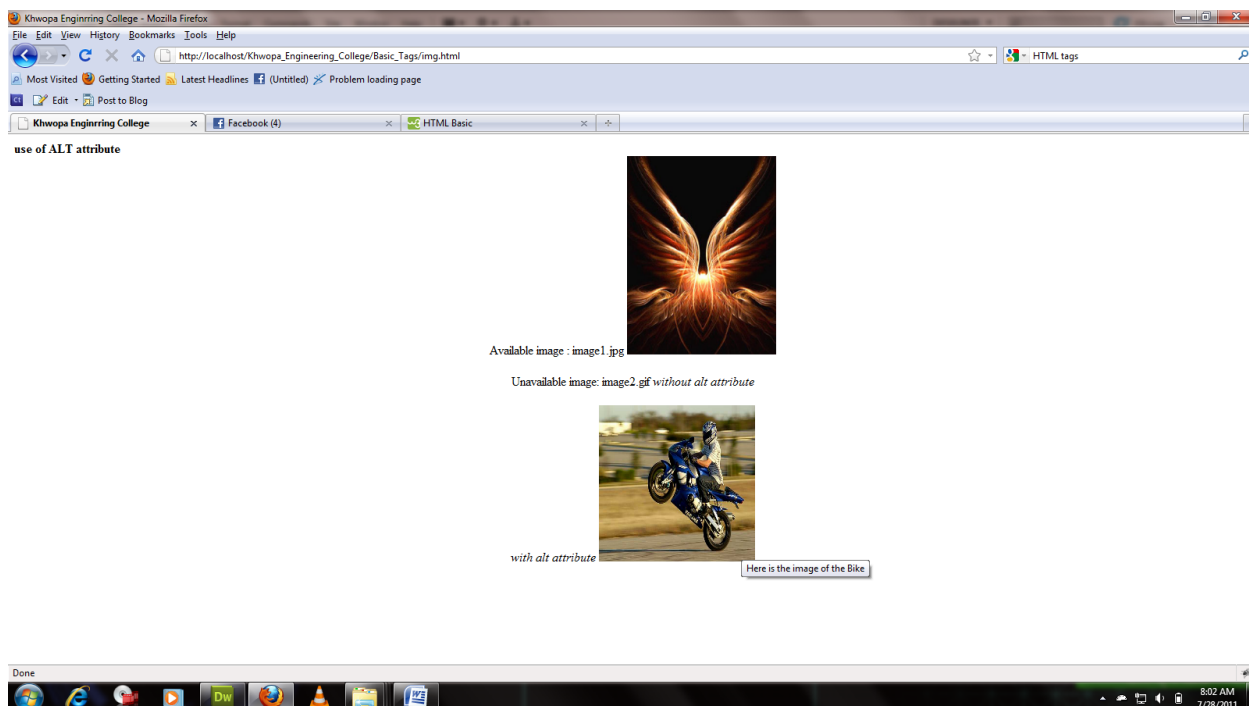 Khwopa Enginrring College - Mozilla Firefox
File Edit View History Bookmarks Tools Help
http://localhost/Khwopa_Engineering_College/Basic_Tags/img.html
HTML tags
Most Visited Getting Started Latest Headlines (Untitled) Problem loading page
Ct Edit Post to Blog
Khwopa Enginrring College Facebook (4) HTML Basic
use of ALT attribute
Available image : image1.jpg
Unavailable image: image2.gif without alt attribute
with alt attribute
Here is the image of the Bike
Done
Dw
8:02 AM
7/28/2011